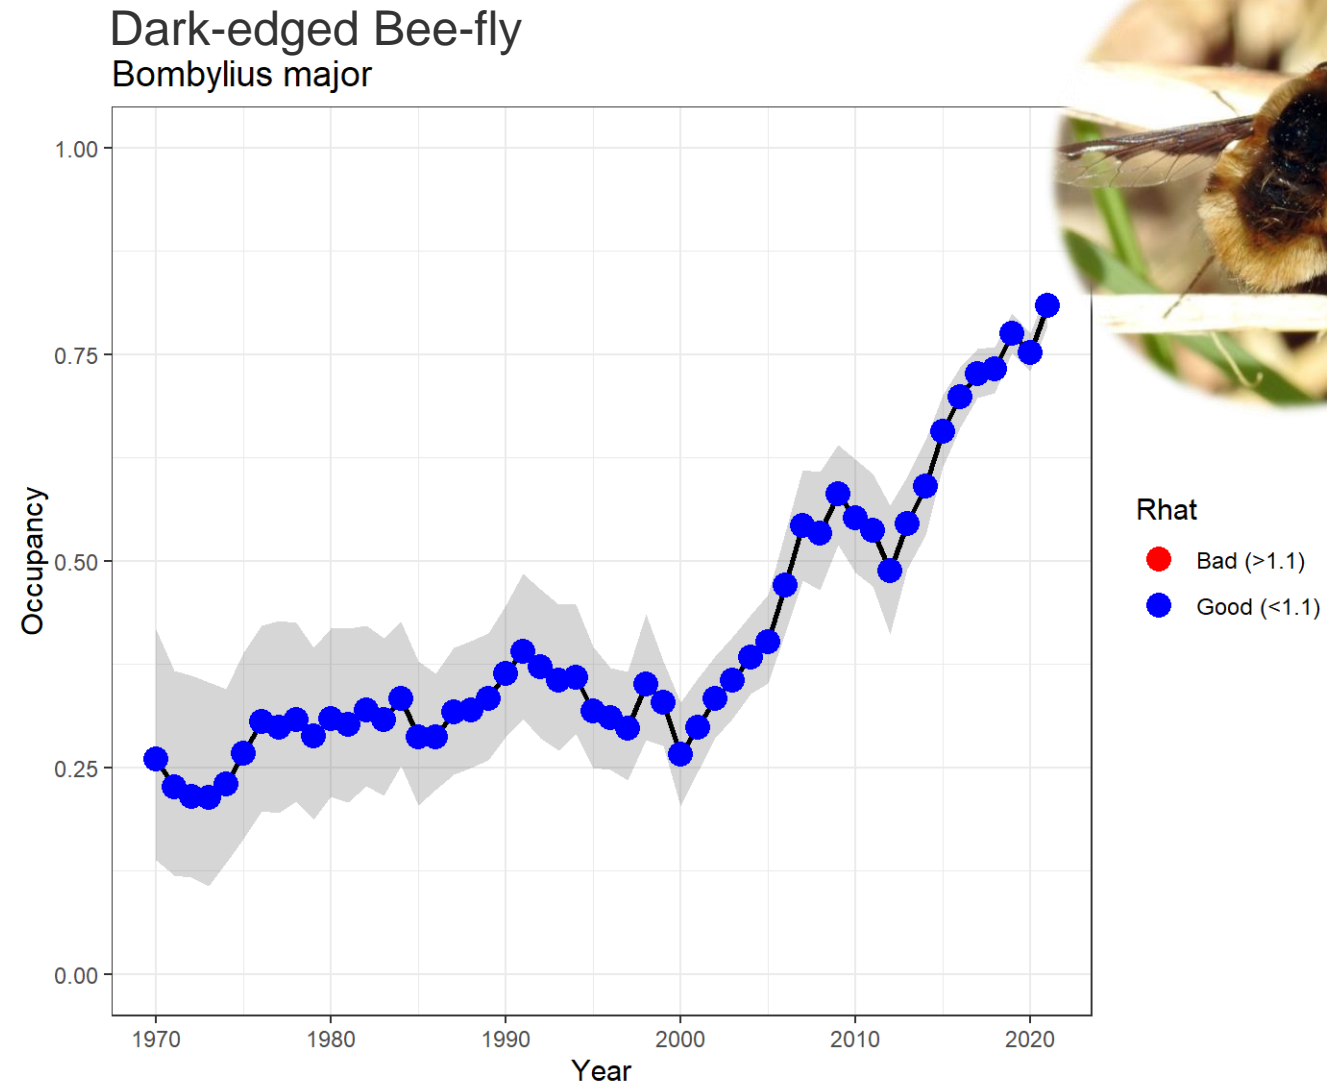 Dark-edged Bee-fly
Bombylius major
1.00
0.75
0.50
0.25
0.00
Occupancy
1970 1980 1990 2000 2010 2020
Year
Rhat
Bad (>1.1)
Good (<1.1)